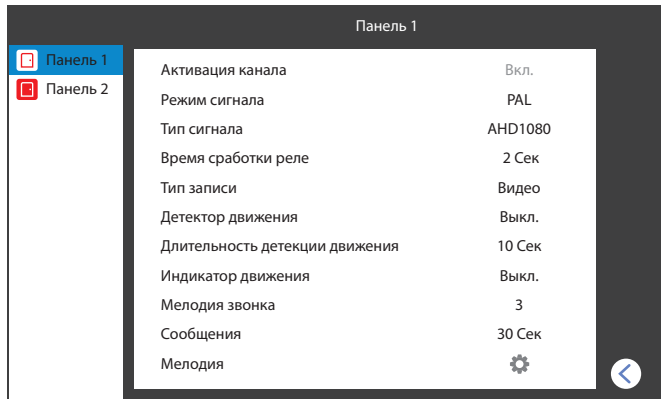 Панель 1
Панель 1
Панель 2
Активация канала Вкл.
Режим сигнала PAL
Тип сигнала AHD1080
Время сработки реле 2 Сек
Тип записи Видео
Детектор движения Выкл.
Длительность детекции движения 10 Сек
Индикатор движения Выкл.
Мелодия звонка 3
Сообщения 30 Сек
Мелодия